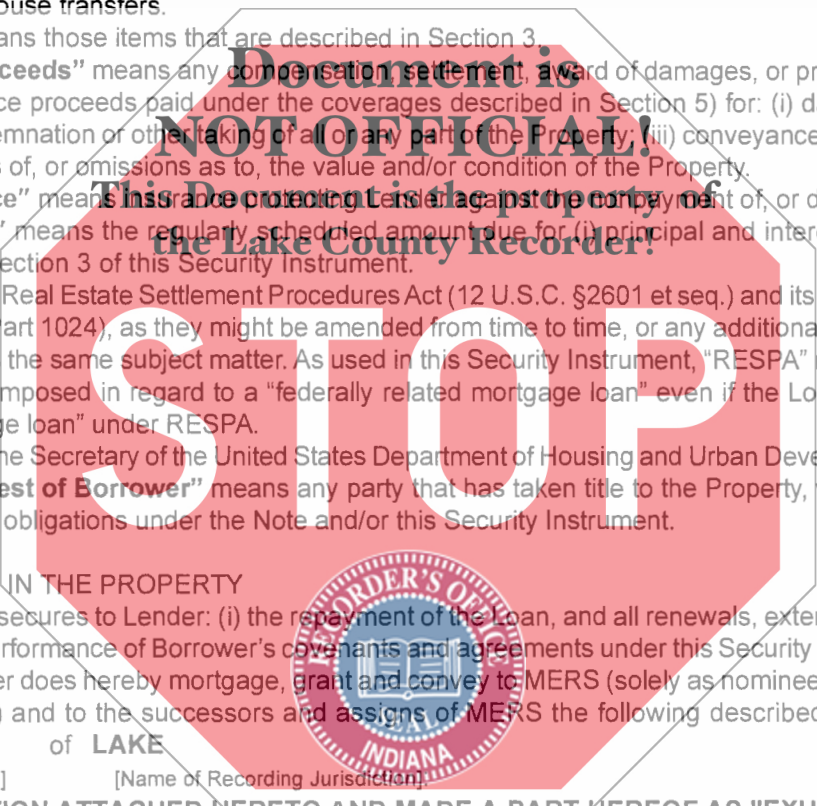 ouse transfers.
ans those items that are described in Section 3.
ceeds” means any compensation, settlement, award of damages, or pr
ce proceeds paid under the coverages described in Section 5) for: (i) d
emnation or other taking of all or any part of the Property; (iii) conveyance
s of, or omissions as to, the value and/or condition of the Property.
ce” means insurance protecting Lender against the nonpayment of, or d
” means the regularly scheduled amount due for (i) principal and inter
ection 3 of this Security Instrument.
Real Estate Settlement Procedures Act (12 U.S.C. §2601 et seq.) and its
art 1024), as they might be amended from time to time, or any additiona
the same subject matter. As used in this Security Instrument, “RESPA”
mposed in regard to a “federally related mortgage loan” even if the Lo
ge loan” under RESPA.
he Secretary of the United States Department of Housing and Urban Deve
est of Borrower” means any party that has taken title to the Property,
obligations under the Note and/or this Security Instrument.
IN THE PROPERTY
secures to Lender: (i) the repayment of the Loan, and all renewals, exten
rformance of Borrower’s covenants and agreements under this Security
er does hereby mortgage, grant and convey to MERS (solely as nominee
) and to the successors and assigns of MERS the following described
of LAKE
] [Name of Recording Jurisdiction].
TION ATTACHED HERETO AND MADE A PART HEREOF AS "EXH
Document is
NOT OFFICIAL!
This Document is the property of
the Lake County Recorder!
STOP
RECORDER'S OFFICE
SEAL
INDIANA